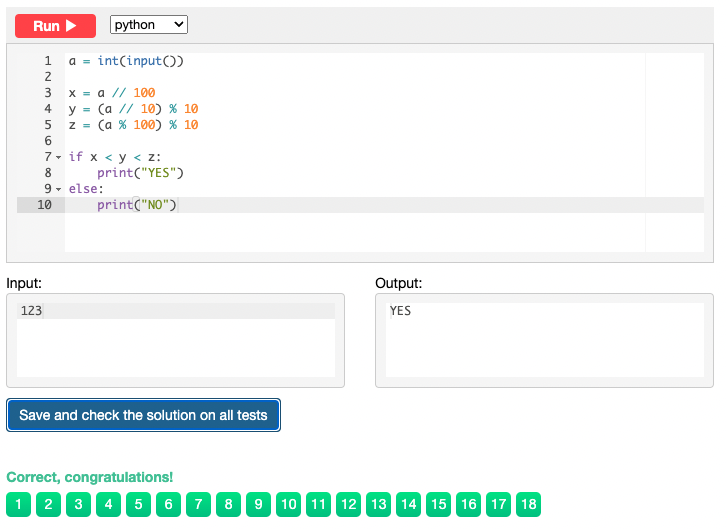 Run python
1 a = int(input())
2
3 x = a // 100
4 y = (a // 10) % 10
5 z = (a % 100) % 10
6
7 if x < y < z:
8     print("YES")
9 else:
10     print("NO")
Input: Output:
123 YES
Save and check the solution on all tests
Correct, congratulations!
1 2 3 4 5 6 7 8 9 10 11 12 13 14 15 16 17 18